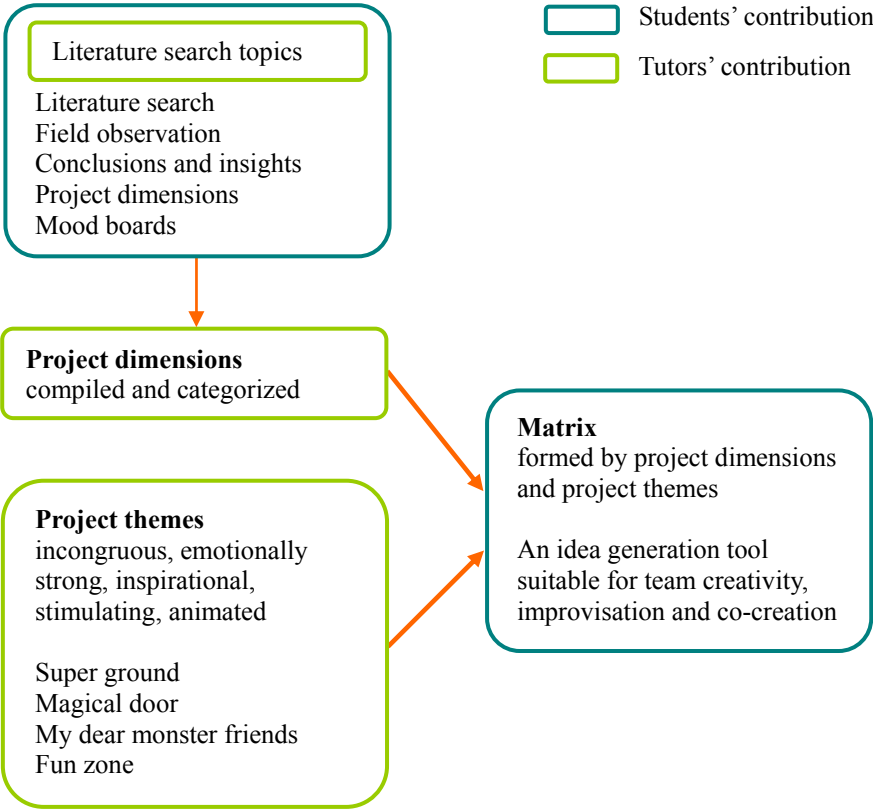 Literature search topics
Literature search
Field observation
Conclusions and insights
Project dimensions
Mood boards
Students’ contribution
Tutors’ contribution
Project dimensions
compiled and categorized
Project themes
incongruous, emotionally
strong, inspirational,
stimulating, animated
Super ground
Magical door
My dear monster friends
Fun zone
Matrix
formed by project dimensions
and project themes
An idea generation tool
suitable for team creativity,
improvisation and co-creation